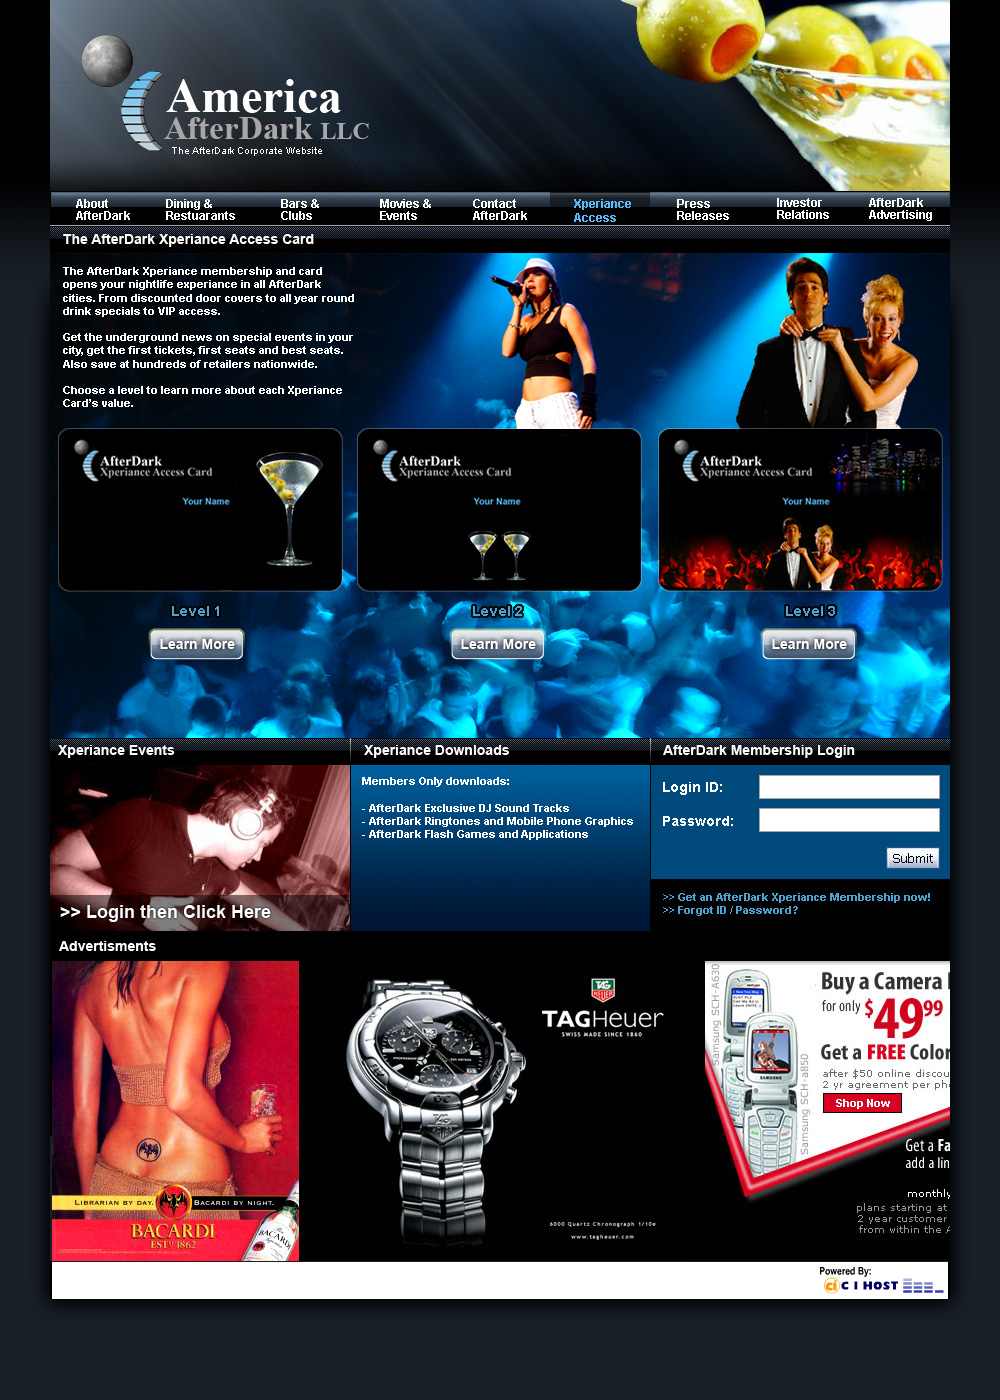 America
AfterDark LLC
The AfterDark Corporate Website
About
AfterDark
Dining &
Restuarants
Bars &
Clubs
Movies &
Events
Contact
AfterDark
Xperiance
Access
Press
Releases
Investor
Relations
AfterDark
Advertising
The AfterDark Xperiance Access Card
The AfterDark Xperiance membership and card
opens your nightlife experiance in all AfterDark
cities. From discounted door covers to all year round
drink specials to VIP access.
Get the underground news on special events in your
city, get the first tickets, first seats and best seats.
Also save at hundreds of retailers nationwide.
Choose a level to learn more about each Xperiance
Card's value.
AfterDark
Xperiance Access Card
Your Name
AfterDark
Xperiance Access Card
Your Name
AfterDark
Xperiance Access Card
Your Name
Level 1
Level 2
Level 3
Learn More
Learn More
Learn More
Xperiance Events
Xperiance Downloads
AfterDark Membership Login
Members Only downloads:
- AfterDark Exclusive DJ Sound Tracks
- AfterDark Ringtones and Mobile Phone Graphics
- AfterDark Flash Games and Applications
Login ID:
Password:
Submit
>> Get an AfterDark Xperiance Membership now!
>> Forgot ID / Password?
>> Login then Click Here
Advertisments
LIBRARIAN BY DAY. BACARDI BY NIGHT.
BACARDI
ESTD 1862
BACARDI
TAG
HEUER
TAGHeuer
SWISS MADE SINCE 1860
6000 Quartz Chronograph 1/10e
www.tagheuer.com
Samsung SCH-A630
Samsung SCH-a850
SAMSUNG
Buy a Camera
for only $49.99
Get a FREE Color
after $50 online discou
2 yr agreement per pho
Shop Now
Get a Fa
add a lin
monthly
plans starting at
2 year customer
from within the A
Powered By:
ci C I HOST